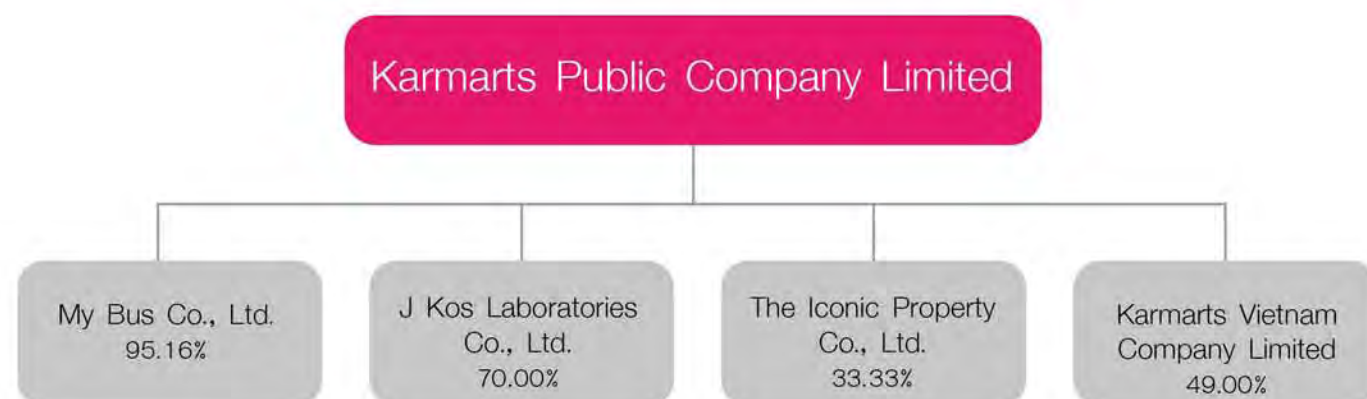 Karmarts Public Company Limited
My Bus Co., Ltd.
95.16%
J Kos Laboratories
Co., Ltd.
70.00%
The Iconic Property
Co., Ltd.
33.33%
Karmarts Vietnam
Company Limited
49.00%